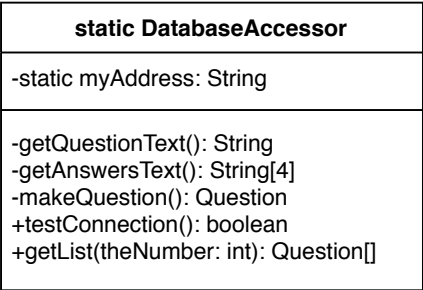 static DatabaseAccessor
-static myAddress: String
-getQuestionText(): String
-getAnswersText(): String[4]
-makeQuestion(): Question
+testConnection(): boolean
+getList(theNumber: int): Question[]